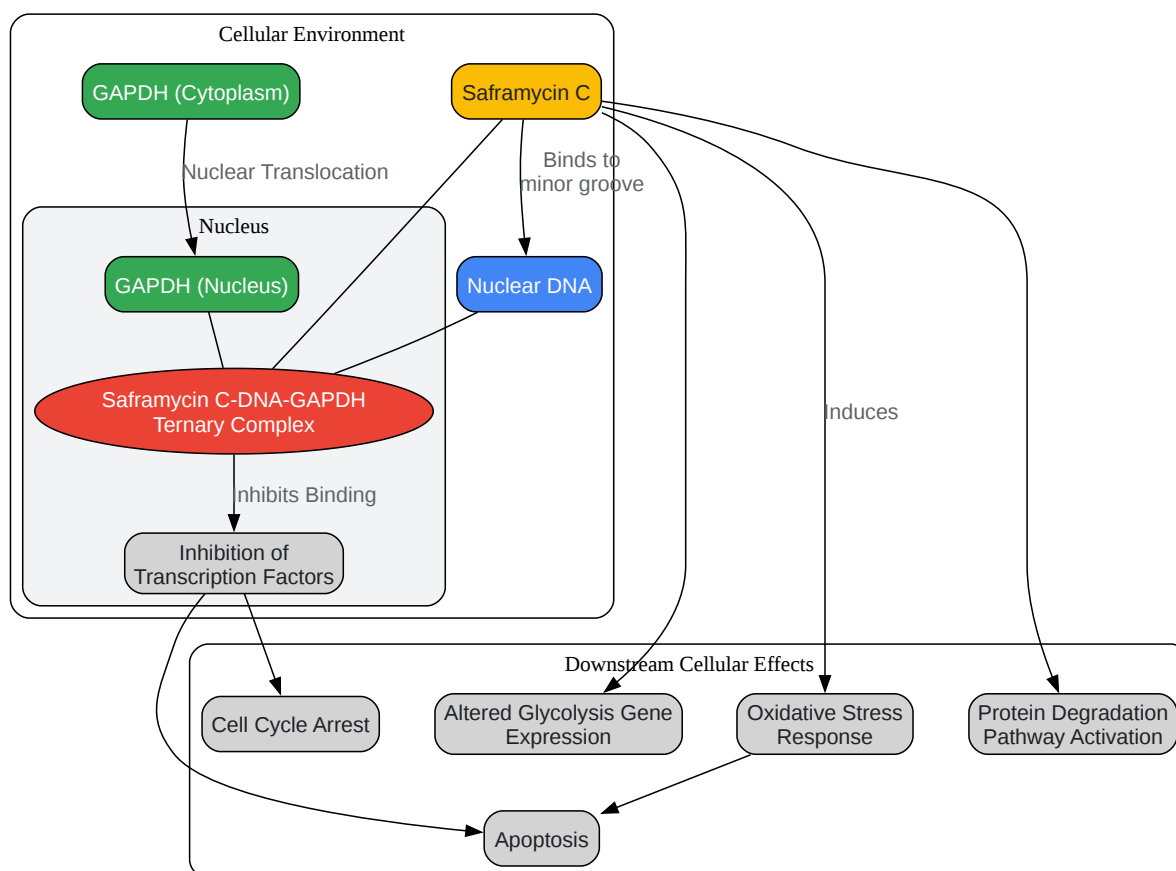 Cellular Environment
GAPDH (Cytoplasm)
Saframycin C
Nuclear Translocation
Binds to
minor groove
Nucleus
GAPDH (Nucleus)
Nuclear DNA
Saframycin C-DNA-GAPDH
Ternary Complex
Induces
Inhibits Binding
Inhibition of
Transcription Factors
Downstream Cellular Effects
Cell Cycle Arrest
Altered Glycolysis Gene
Expression
Oxidative Stress
Response
Protein Degradation
Pathway Activation
Apoptosis